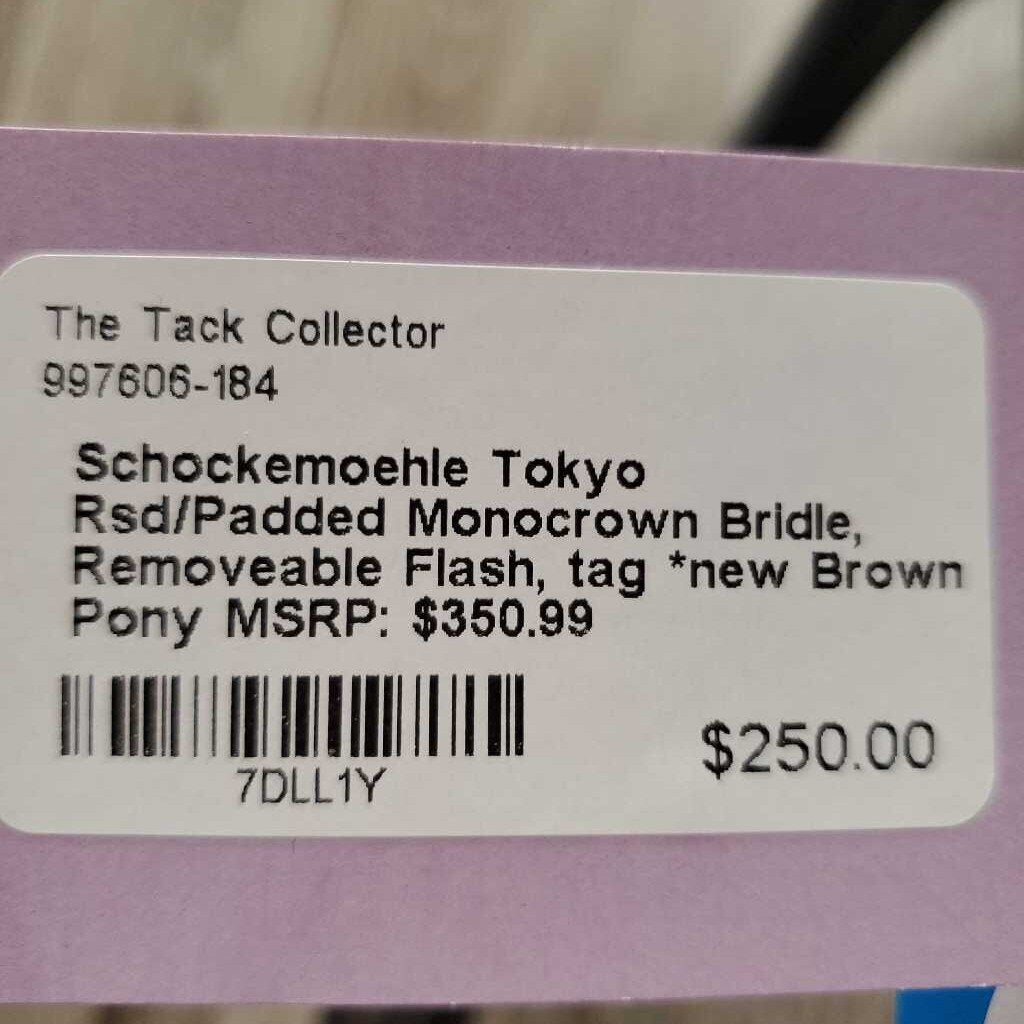 The Tack Collector
997606-184
Schockemoehle Tokyo
Rsd/Padded Monocrown Bridle,
Removeable Flash, tag *new Brown
Pony MSRP: $350.99
7DLL1Y
$250.00